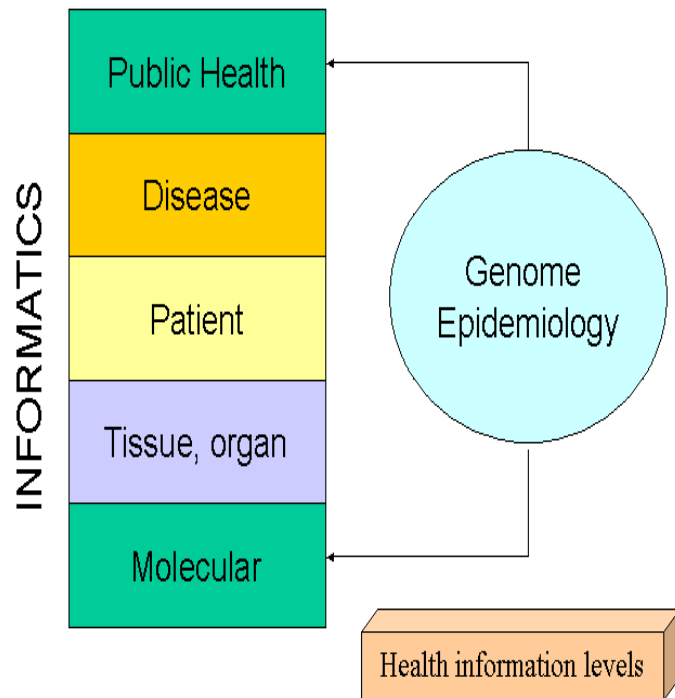 INFORMATICS
Public Health
Disease
Patient
Tissue, organ
Molecular
Genome
Epidemiology
Health information levels